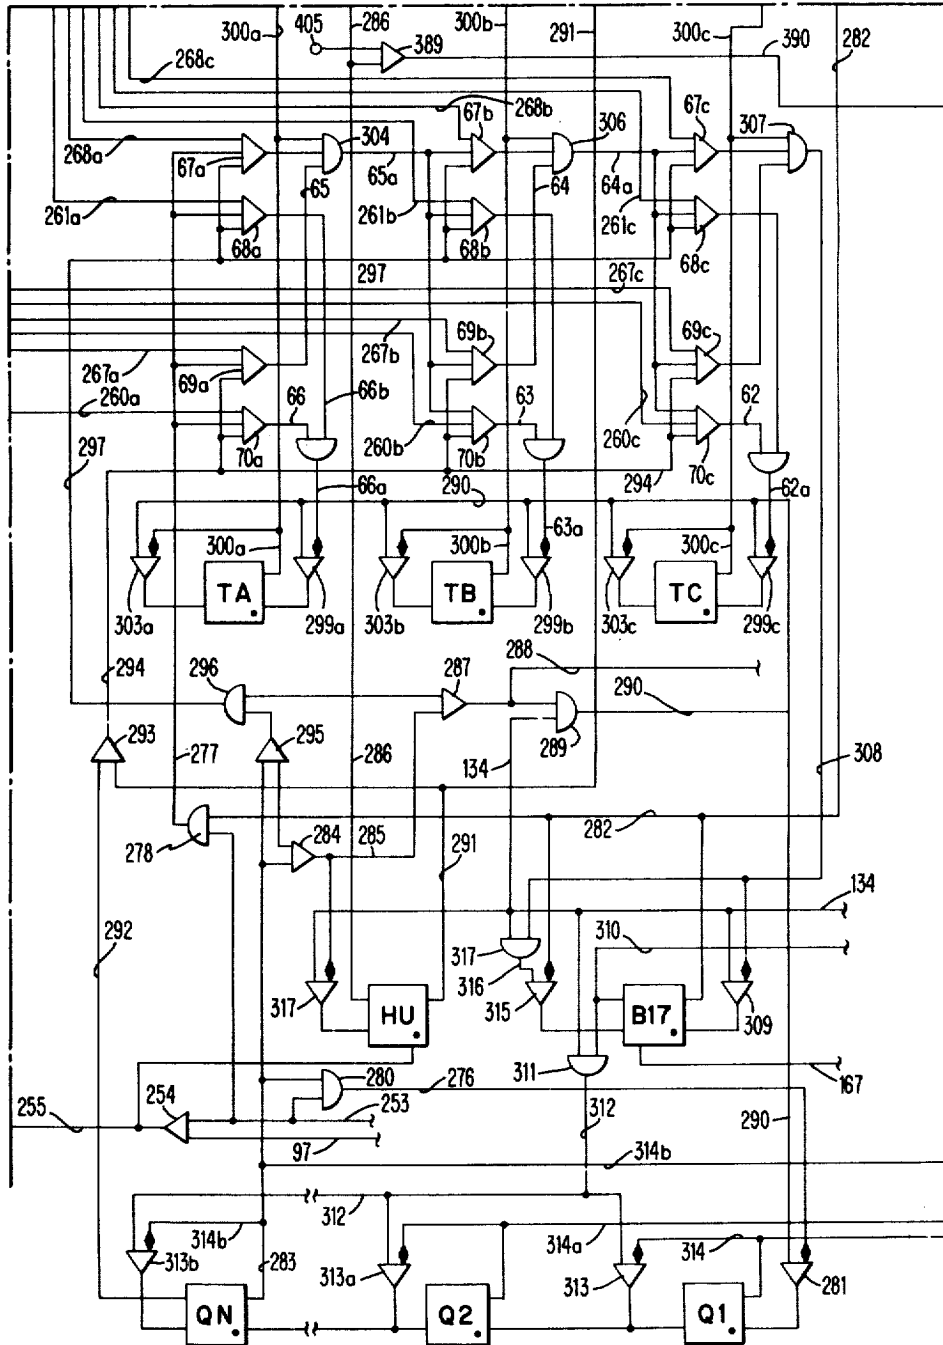 300a 286 300b 291 300c 390 282
405 389
268c
268b 67b 67c 307
268a 304 306
67a 65 65a 64 64a
261a 261b 261c
68a 68b 68c
297 267c
267b 69b 69c
267a 69a
260a 66 66b 63 260c 62
260b
297 70a 70b 294 70c
66a 290 62a
63a
300a 300b 300c
TA TB TC
303a 299a 303b 299b 303c 299c
294 296 287 288
290
293 295 289
277 286 134 308
278 284 285 291 282
292 134
317 310
316
317 HU 315 B17 309
311
280 276 167
255 254 253 312 290
97
314b
312
314b 314a 314
313b 283 313a 313 281
QN Q2 Q1